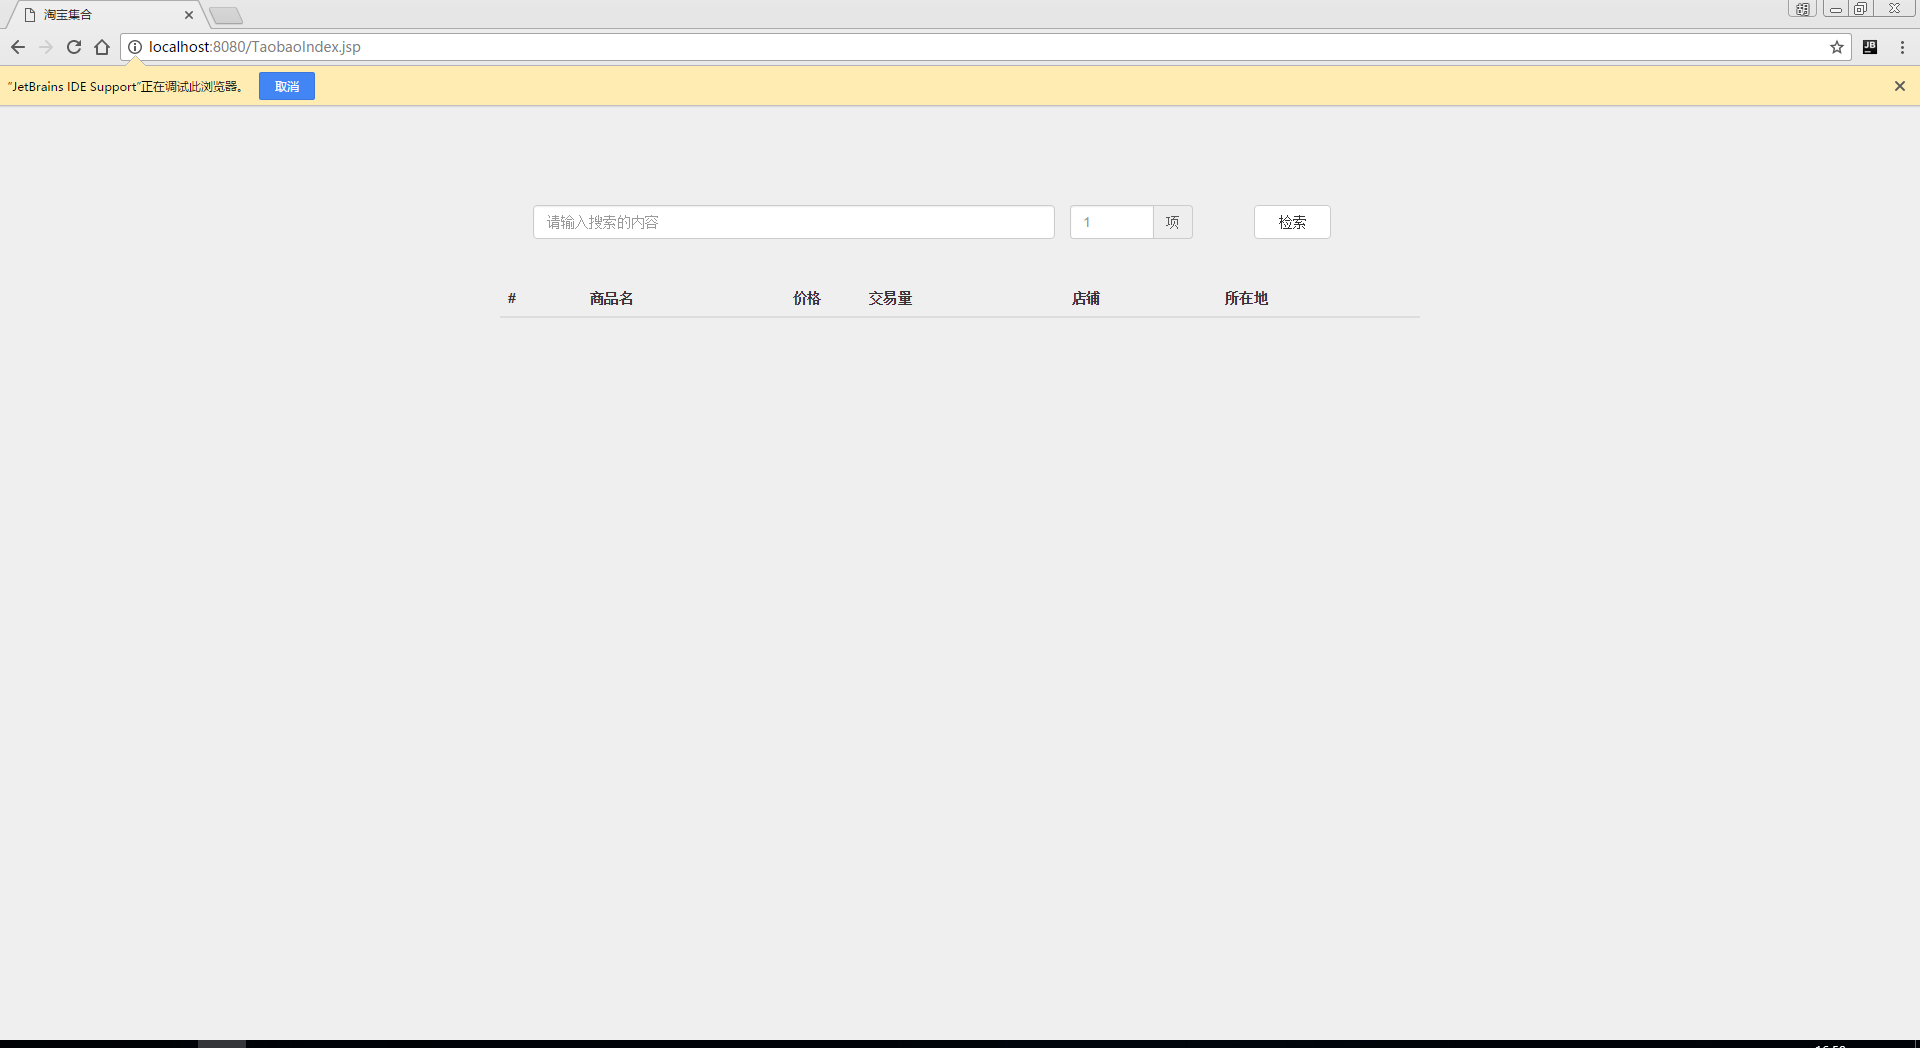 淘宝集合
胡
localhost:8080/TaobaoIndex.jsp
JB
"JetBrains IDE Support"正在调试此浏览器。 取消
请输入搜索的内容 1 项 检索
# 商品名 价格 交易量 店铺 所在地